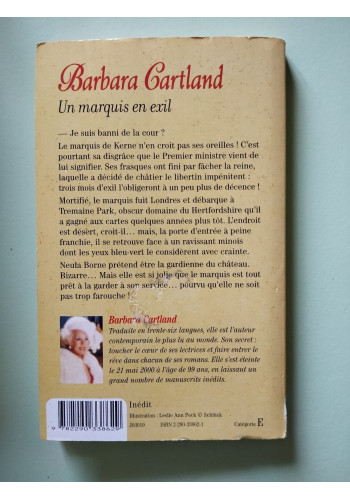 Barbara Cartland
Un marquis en exil
— Je suis banni de la cour ?
Le marquis de Kerne n'en croit pas ses oreilles ! C'est
pourtant sa disgrâce que le Premier ministre vient de
lui signifier. Ses frasques ont fini par fâcher la reine,
laquelle a décidé de châtier le libertin impénitent :
trois mois d'exil l'obligeront à un peu plus de décence !
Mortifié, le marquis fuit Londres et débarque à
Tremaine Park, obscur domaine du Hertfordshire qu'il
a gagné aux cartes quelques années plus tôt. L'endroit
est désert, croit-il... mais, la porte d'entrée à peine
franchie, il se retrouve face à un ravissant minois
dont les yeux bleu-vert le considèrent avec crainte.
Neula Borne prétend être la gardienne du château.
Bizarre... Mais elle est si jolie que le marquis est tout
prêt à la garder à son service... pourvu qu'elle ne soit
pas trop farouche !
Barbara Cartland
Traduite en trente-six langues, elle est l'auteur
contemporain le plus lu au monde. Son secret :
toucher le cœur de ses lectrices et faire entrer le
rêve dans chacun de ses romans. Elle s'est éteinte
le 21 mai 2000 à l'âge de 99 ans, en laissant un
grand nombre de manuscrits inédits.
Inédit
Illustration : Leslie Ann Peck © Schlück
ISBN 2-290-33862-1
Catégorie E
9 782290 338629